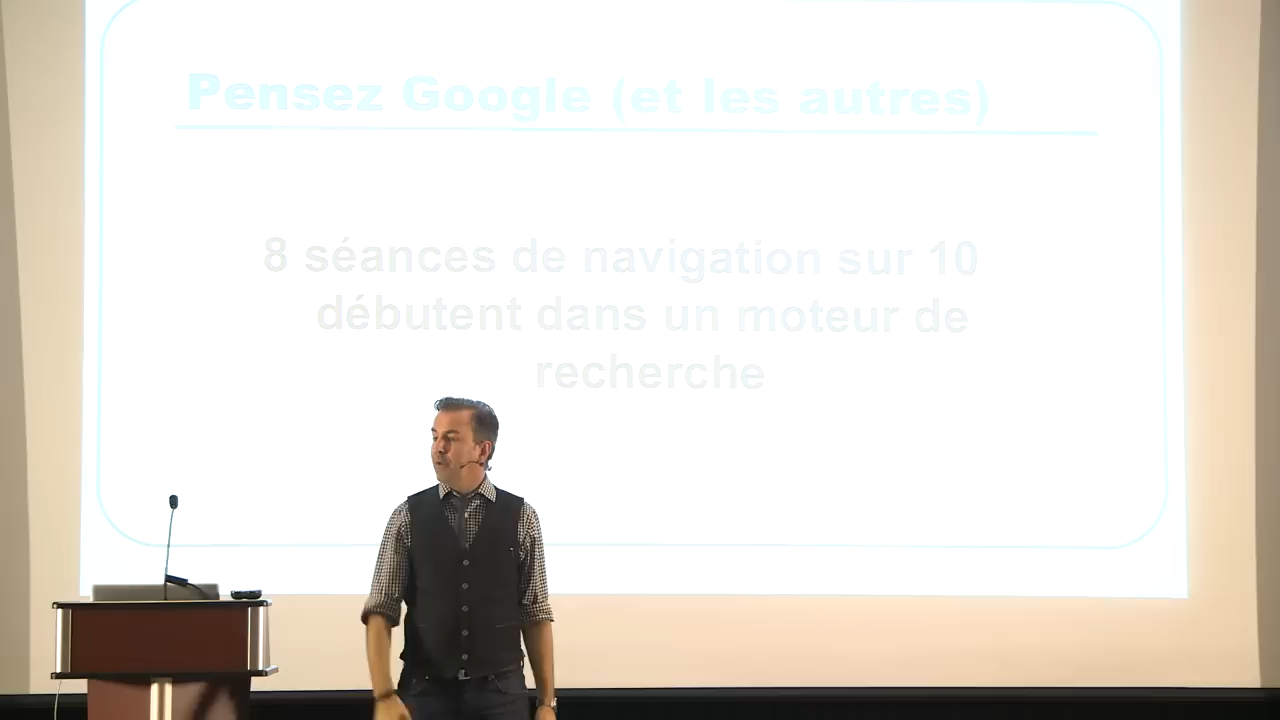 Pensez Google (et les autres)
8 séances de navigation sur 10
débutent dans un moteur de
recherche